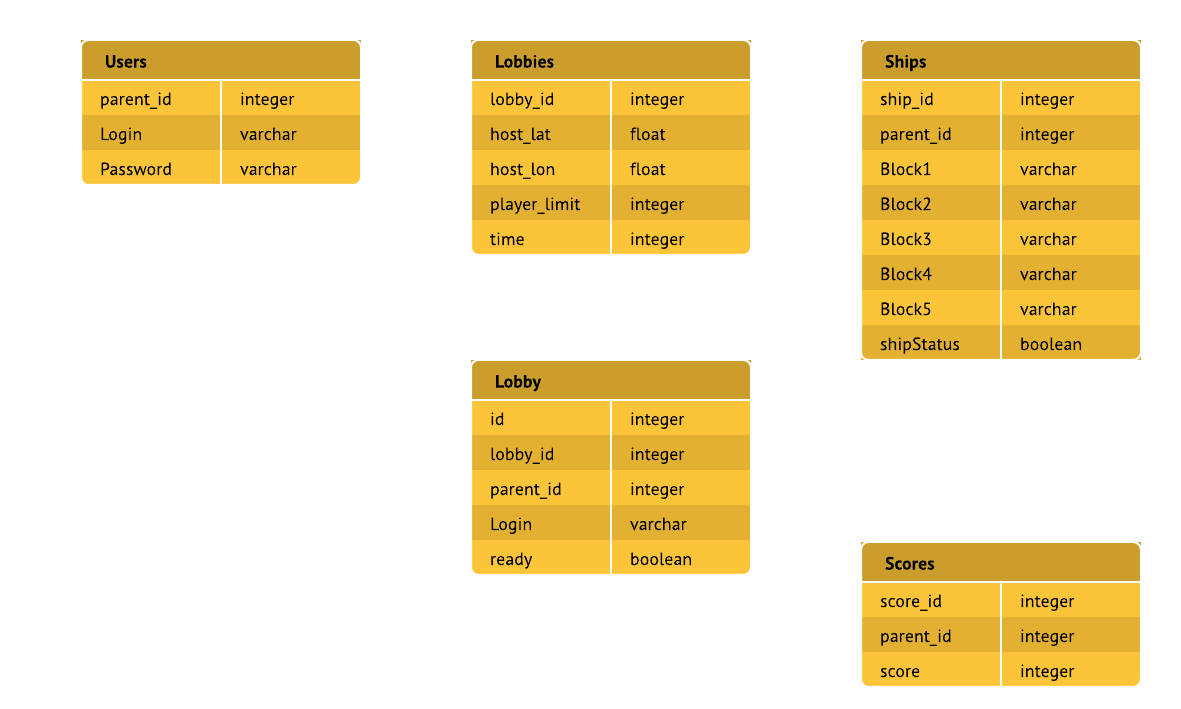 Users
parent_id integer
Login varchar
Password varchar
Lobbies
lobby_id integer
host_lat float
host_lon float
player_limit integer
time integer
Ships
ship_id integer
parent_id integer
Block1 varchar
Block2 varchar
Block3 varchar
Block4 varchar
Block5 varchar
shipStatus boolean
Lobby
id integer
lobby_id integer
parent_id integer
Login varchar
ready boolean
Scores
score_id integer
parent_id integer
score integer